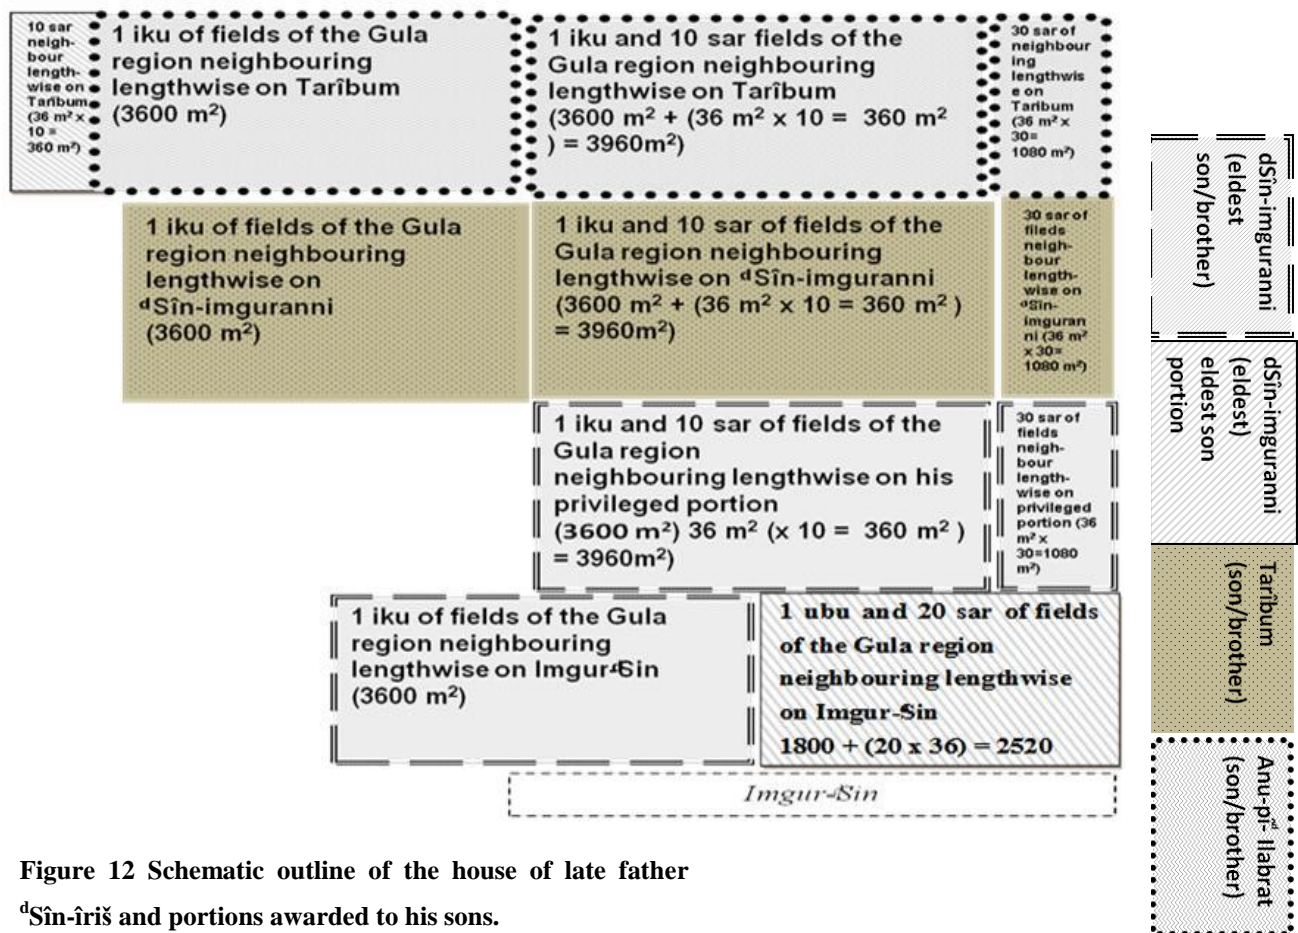 10 sar
neigh-
bour
length-
wise on
Tarîbum
(36 m² x
10 =
360 m²)
1 iku of fields of the Gula
region neighbouring
lengthwise on Tarîbum
(3600 m²)
1 iku and 10 sar fields of the
Gula region neighbouring
lengthwise on Tarîbum
(3600 m² + (36 m² x 10 = 360 m²
) = 3960m²)
30 sar of
neighbour
ing
lengthwis
e on
Tarîbum
(36 m² x
30=
1080 m²)
1 iku of fields of the Gula
region neighbouring
lengthwise on
ᵈSîn-imguranni
(3600 m²)
1 iku and 10 sar of fields of the
Gula region neighbouring
lengthwise on ᵈSîn-imguranni
(3600 m² + (36 m² x 10 = 360 m² )
= 3960m²)
30 sar of
fileds
neigh-
bour
length-
wise on
ᵈSîn-
imguran
ni (36 m²
x 30=
1080 m²)
1 iku and 10 sar of fields of the
Gula region
neighbouring lengthwise on his
privileged portion
(3600 m²) 36 m² (x 10 = 360 m² )
= 3960m²)
30 sar of
fields
neigh-
bour
length-
wise on
privileged
portion (36
m² x
30=1080
m²)
1 iku of fields of the Gula
region neighbouring
lengthwise on Imgur-ᵈSin
(3600 m²)
1 ubu and 20 sar of fields
of the Gula region
neighbouring lengthwise
on Imgur-Sin
1800 + (20 x 36) = 2520
Imgur-ᵈSin
dSîn-imguranni
(eldest
son/brother)
dSîn-imguranni
(eldest)
eldest son
portion
Tarîbum
(son/brother)
Anu-pîᵈ- Ilabrat
(son/brother)
Figure 12 Schematic outline of the house of late father
ᵈSîn-îriš and portions awarded to his sons.